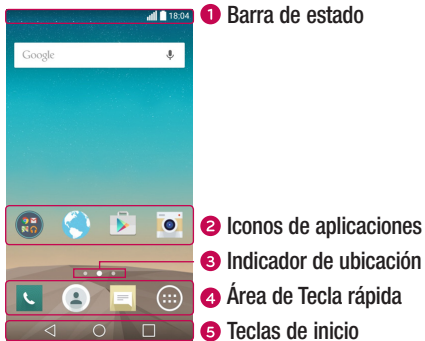 18:04
1 Barra de estado
Google
2 Iconos de aplicaciones
3 Indicador de ubicación
4 Área de Tecla rápida
5 Teclas de inicio